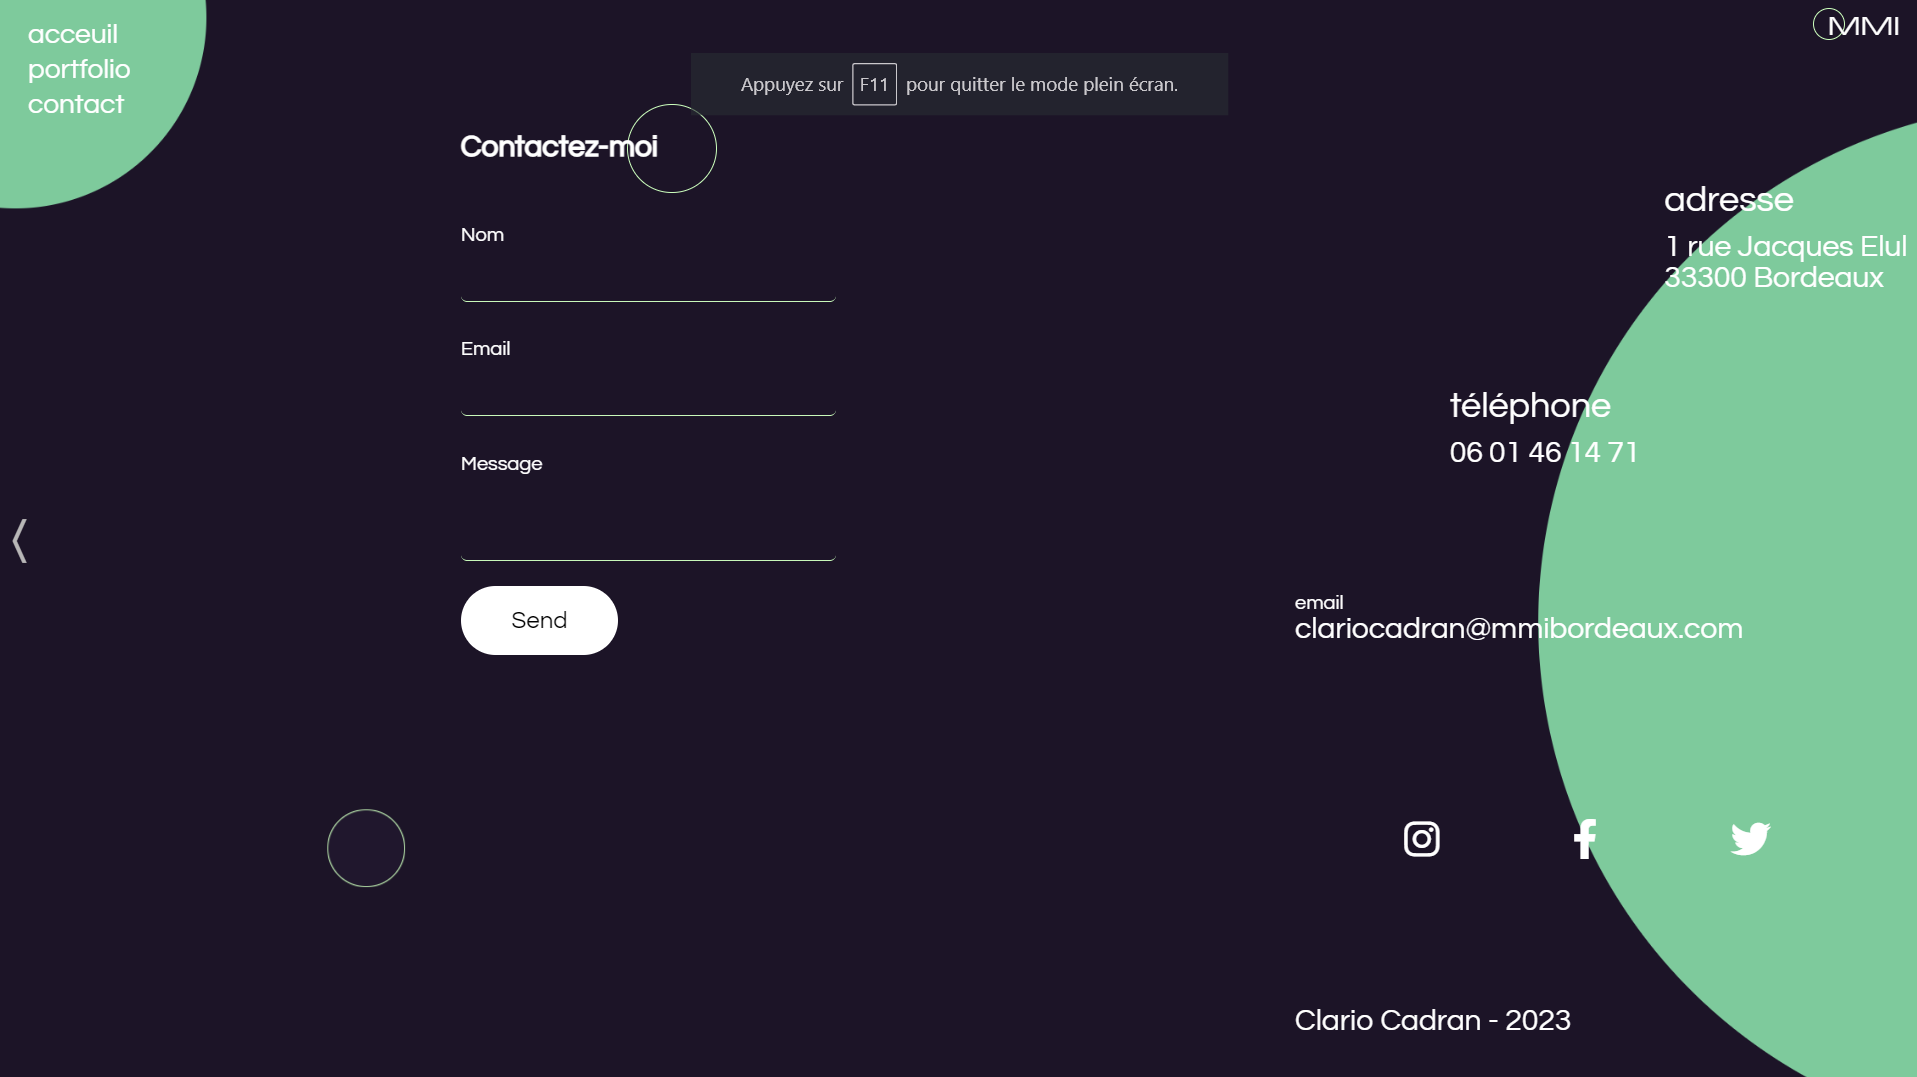 acceuil
portfolio
contact
MMI
Appuyez sur F11 pour quitter le mode plein écran.
Contactez-moi
Nom
Email
Message
Send
adresse
1 rue Jacques Elul
33300 Bordeaux
téléphone
06 01 46 14 71
email
clariocadran@mmibordeaux.com
Clario Cadran - 2023